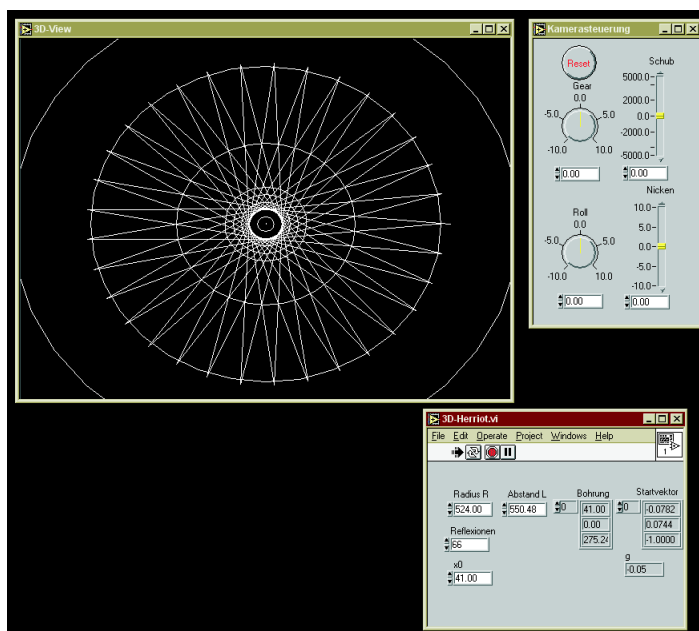 3D-View
Kamerasteuerung
Reset
Schub
Gear
0.0
-5.0 5.0
-10.0 10.0
0.00
5000.0
2000.0
0.0
-2000.0
-5000.0
0.00
Nicken
Roll
0.0
-5.0 5.0
-10.0 10.0
0.00
10.0
5.0
0.0
-5.0
-10.0
0.00
3D-Herriot.vi
File Edit Operate Project Windows Help
1
Radius R Abstand L Bohrung Startvektor
524.00 550.48 0 41.00 0 -0.0782
0.00 0.0744
275.24 -1.0000
Reflexionen
66
x0
41.00
g
-0.05